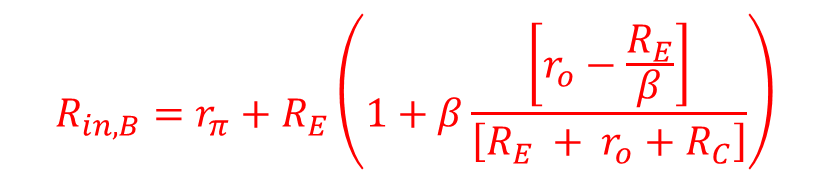 R_{in,B} = r_π + R_E (1 + β [r_o − R_E/β] / [R_E + r_o + R_C])